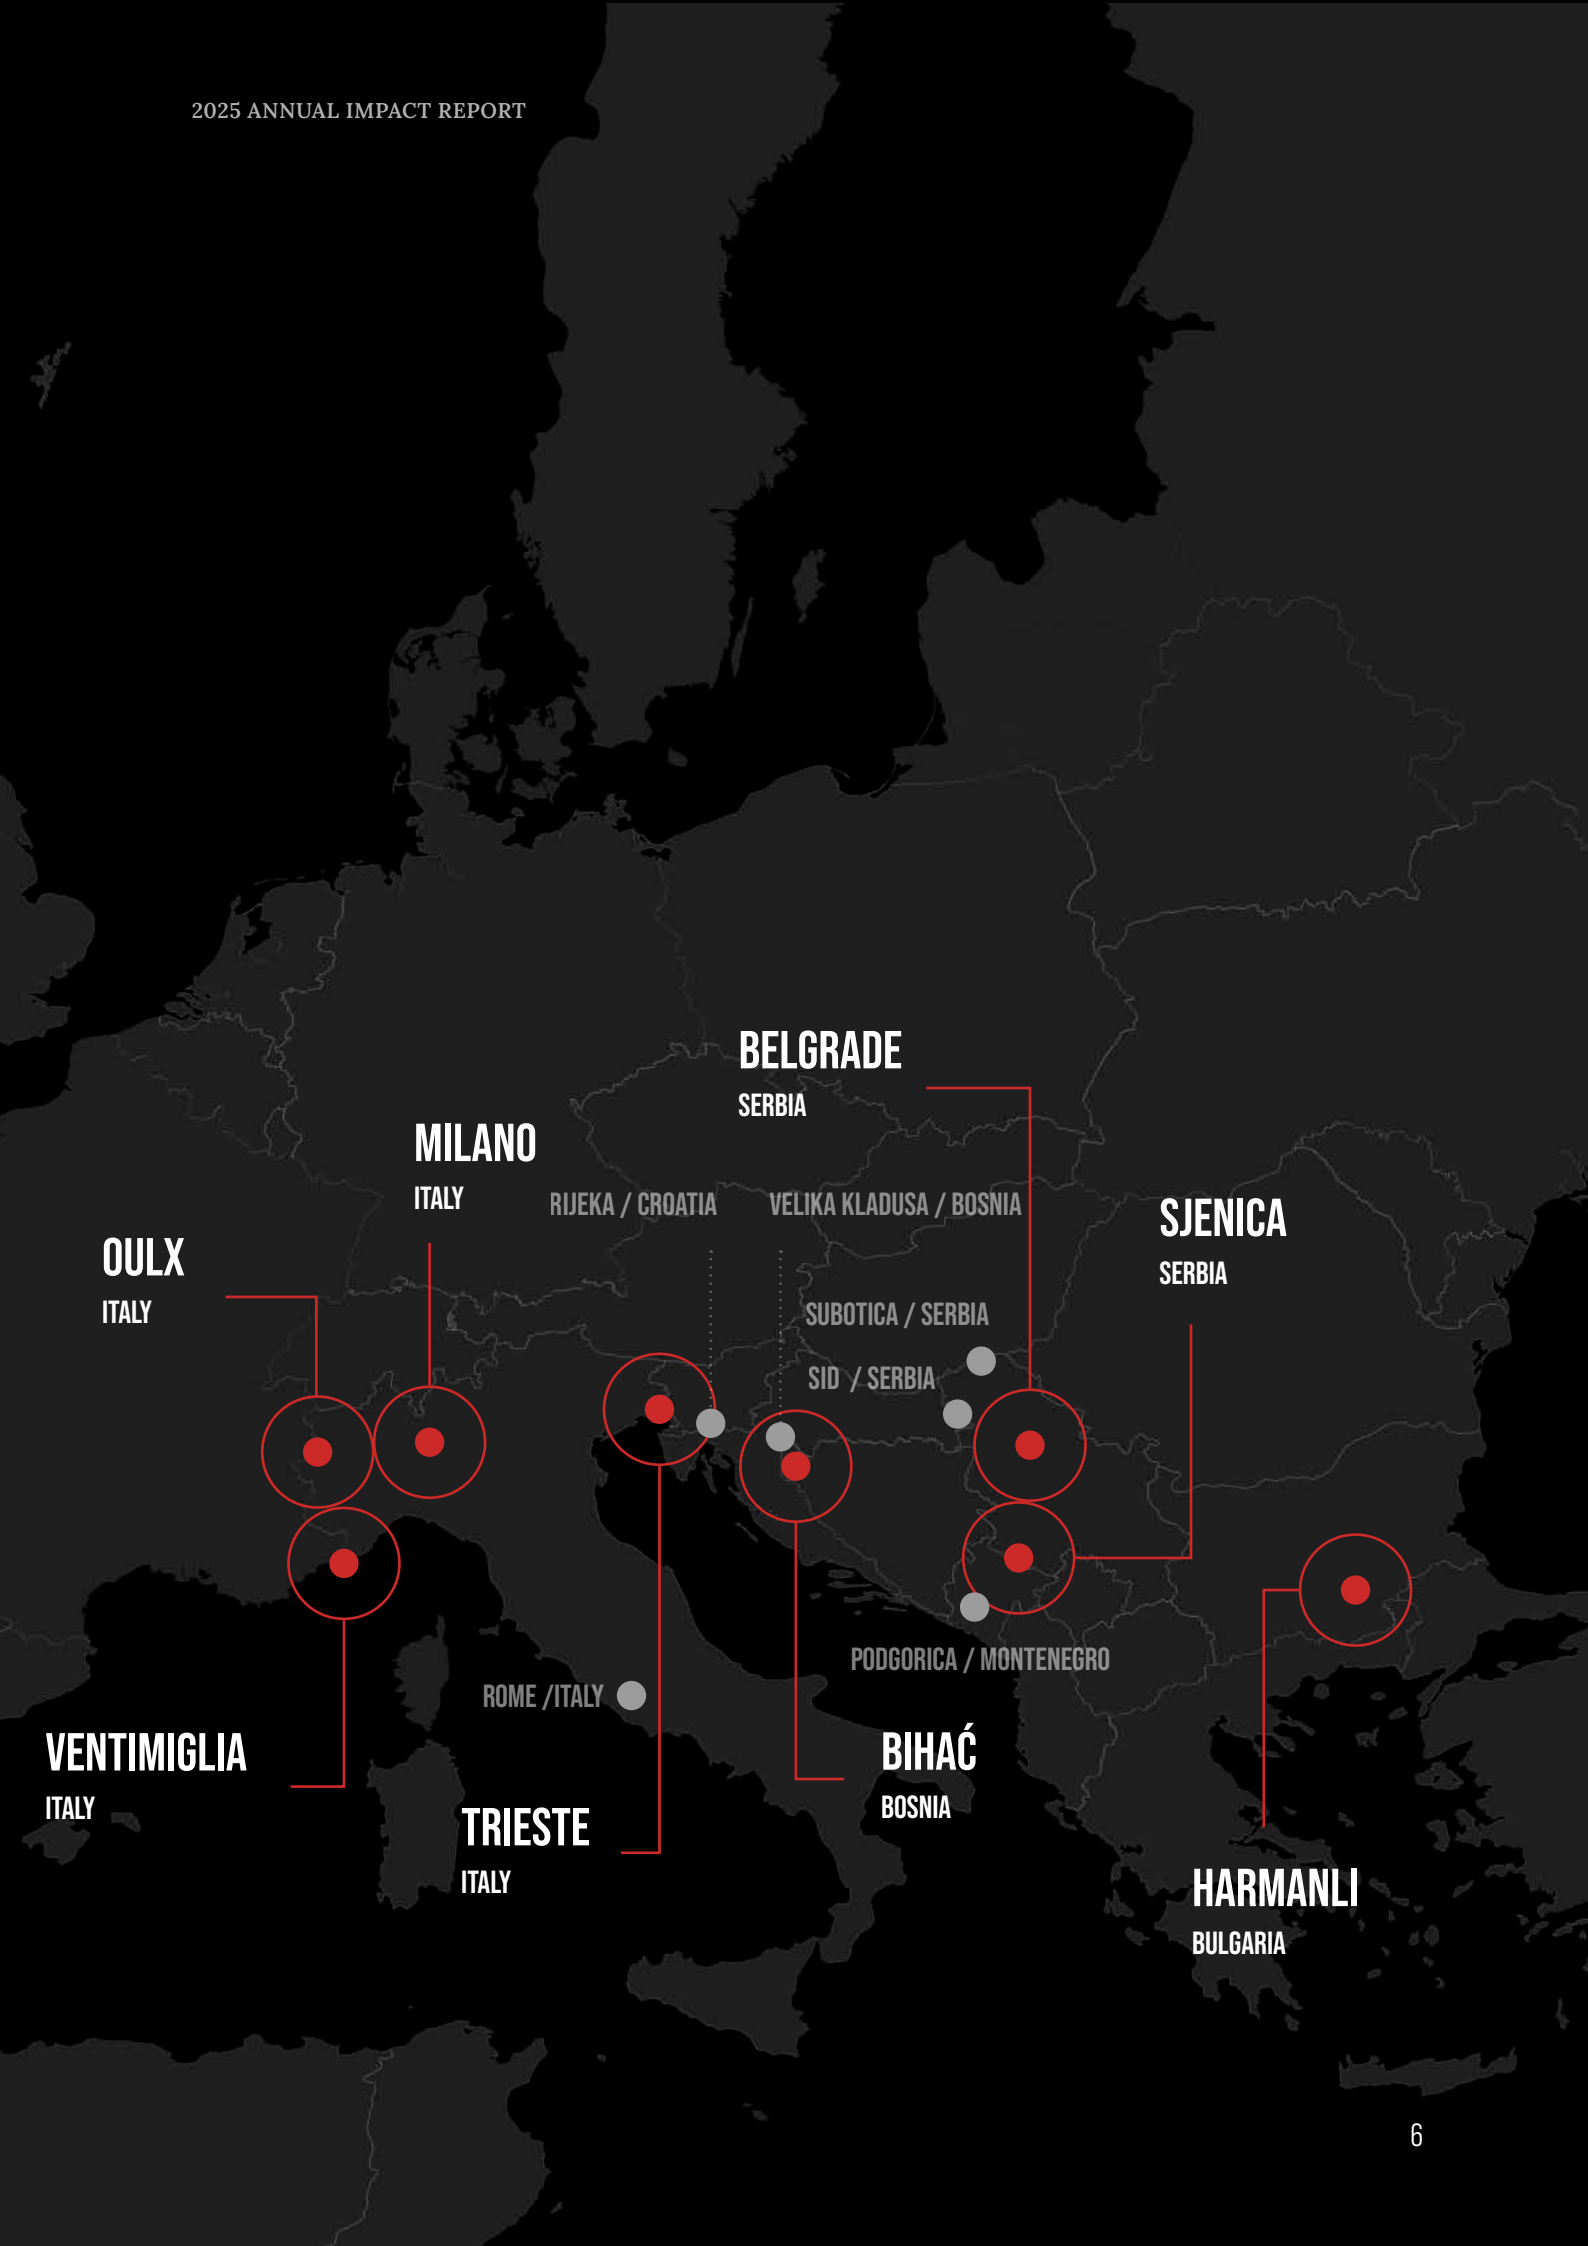 2025 ANNUAL IMPACT REPORT
BELGRADE
SERBIA
MILANO
ITALY
RIJEKA / CROATIA
VELIKA KLADUSA / BOSNIA
SJENICA
SERBIA
OULX
ITALY
SUBOTICA / SERBIA
SID / SERBIA
PODGORICA / MONTENEGRO
ROME /ITALY
VENTIMIGLIA
ITALY
BIHAĆ
BOSNIA
TRIESTE
ITALY
HARMANLI
BULGARIA
6